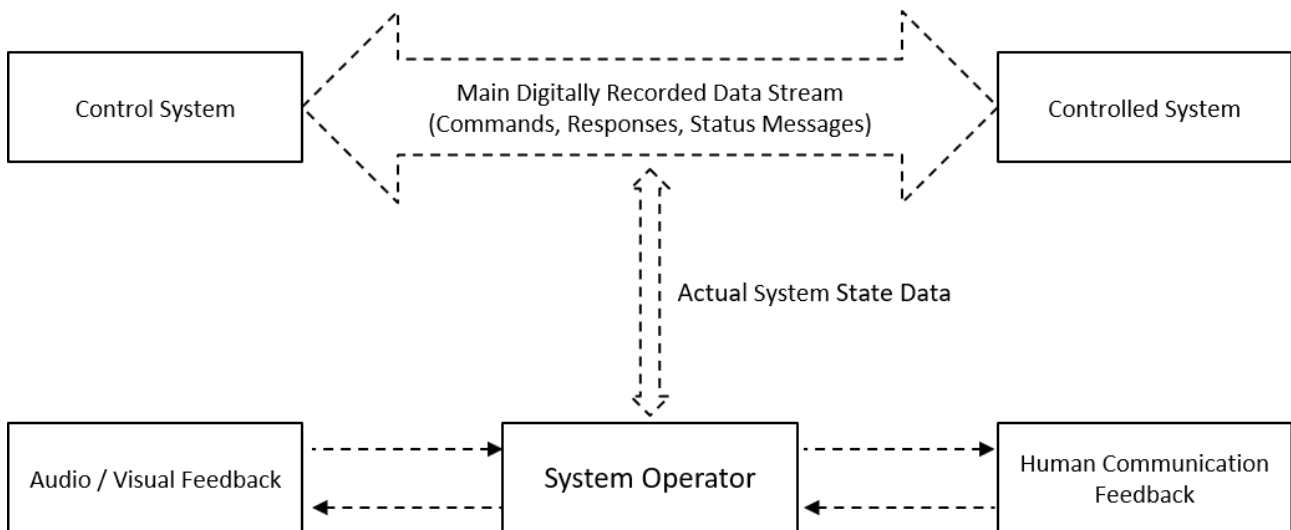 Control System
Main Digitally Recorded Data Stream
(Commands, Responses, Status Messages)
Controlled System
Actual System State Data
Audio / Visual Feedback
System Operator
Human Communication
Feedback